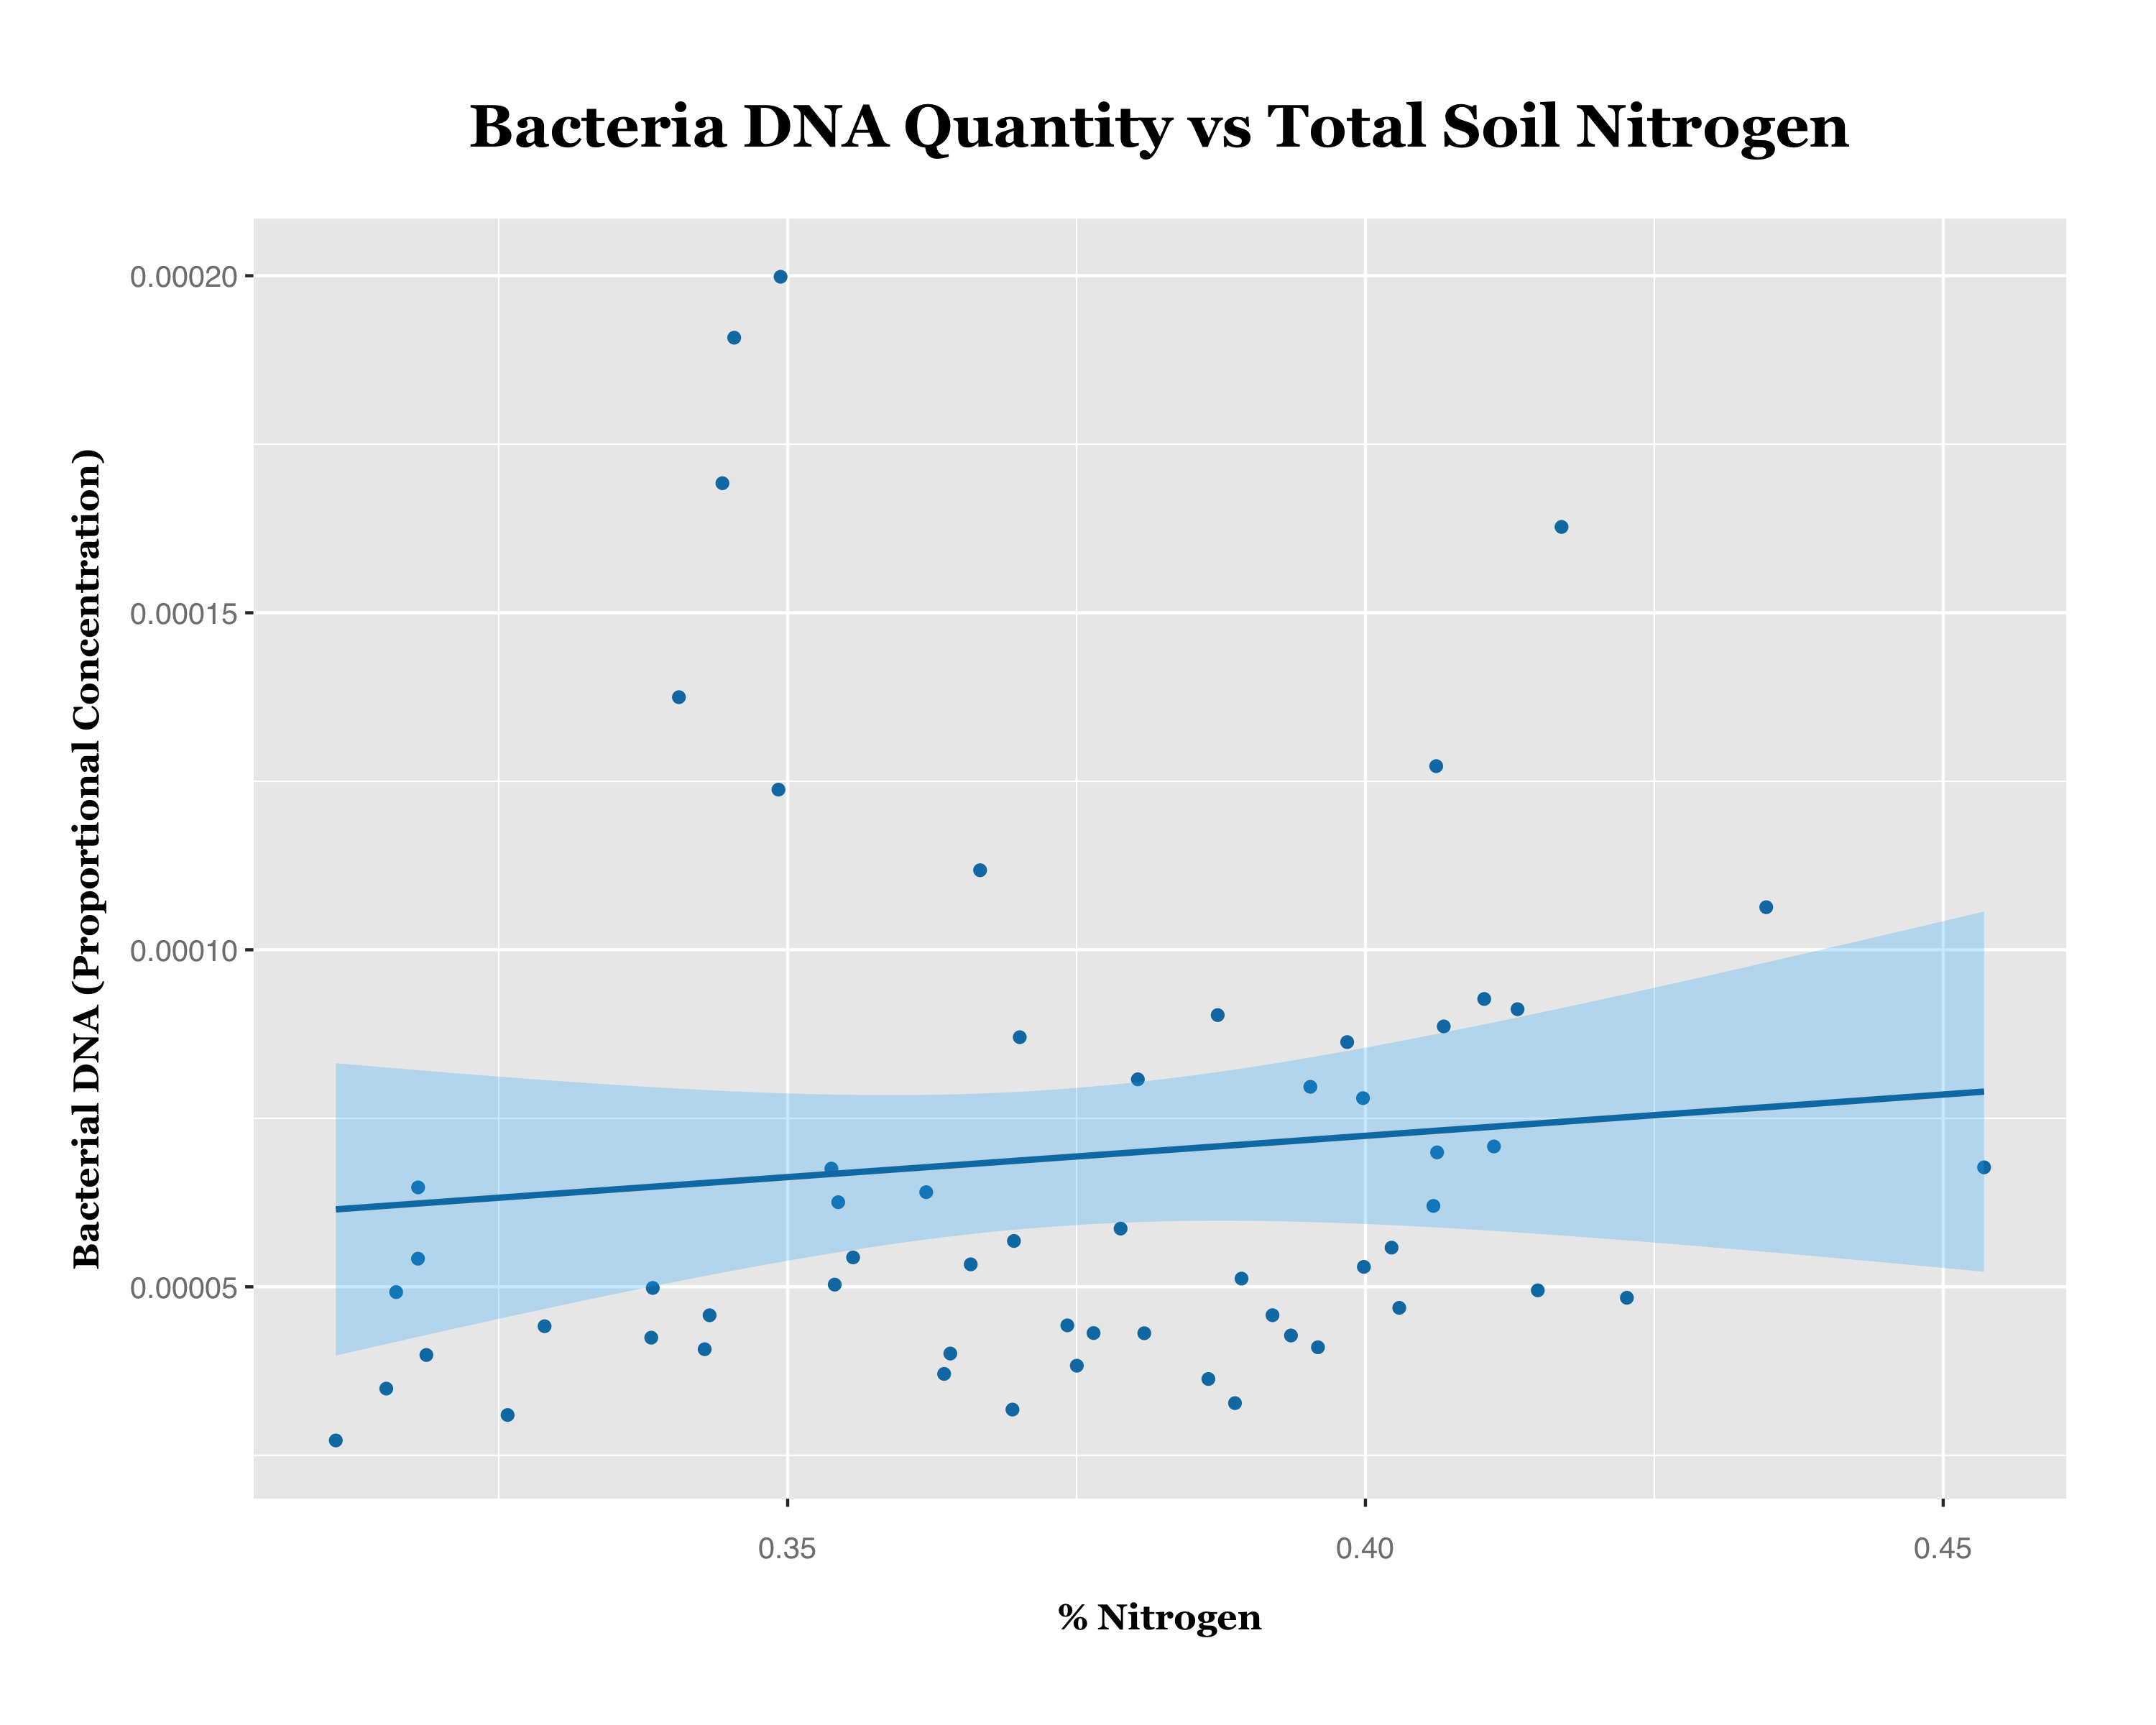 Bacteria DNA Quantity vs Total Soil Nitrogen
Bacterial DNA (Proportional Concentration)
0.00020
0.00015
0.00010
0.00005
0.35
0.40
0.45
% Nitrogen